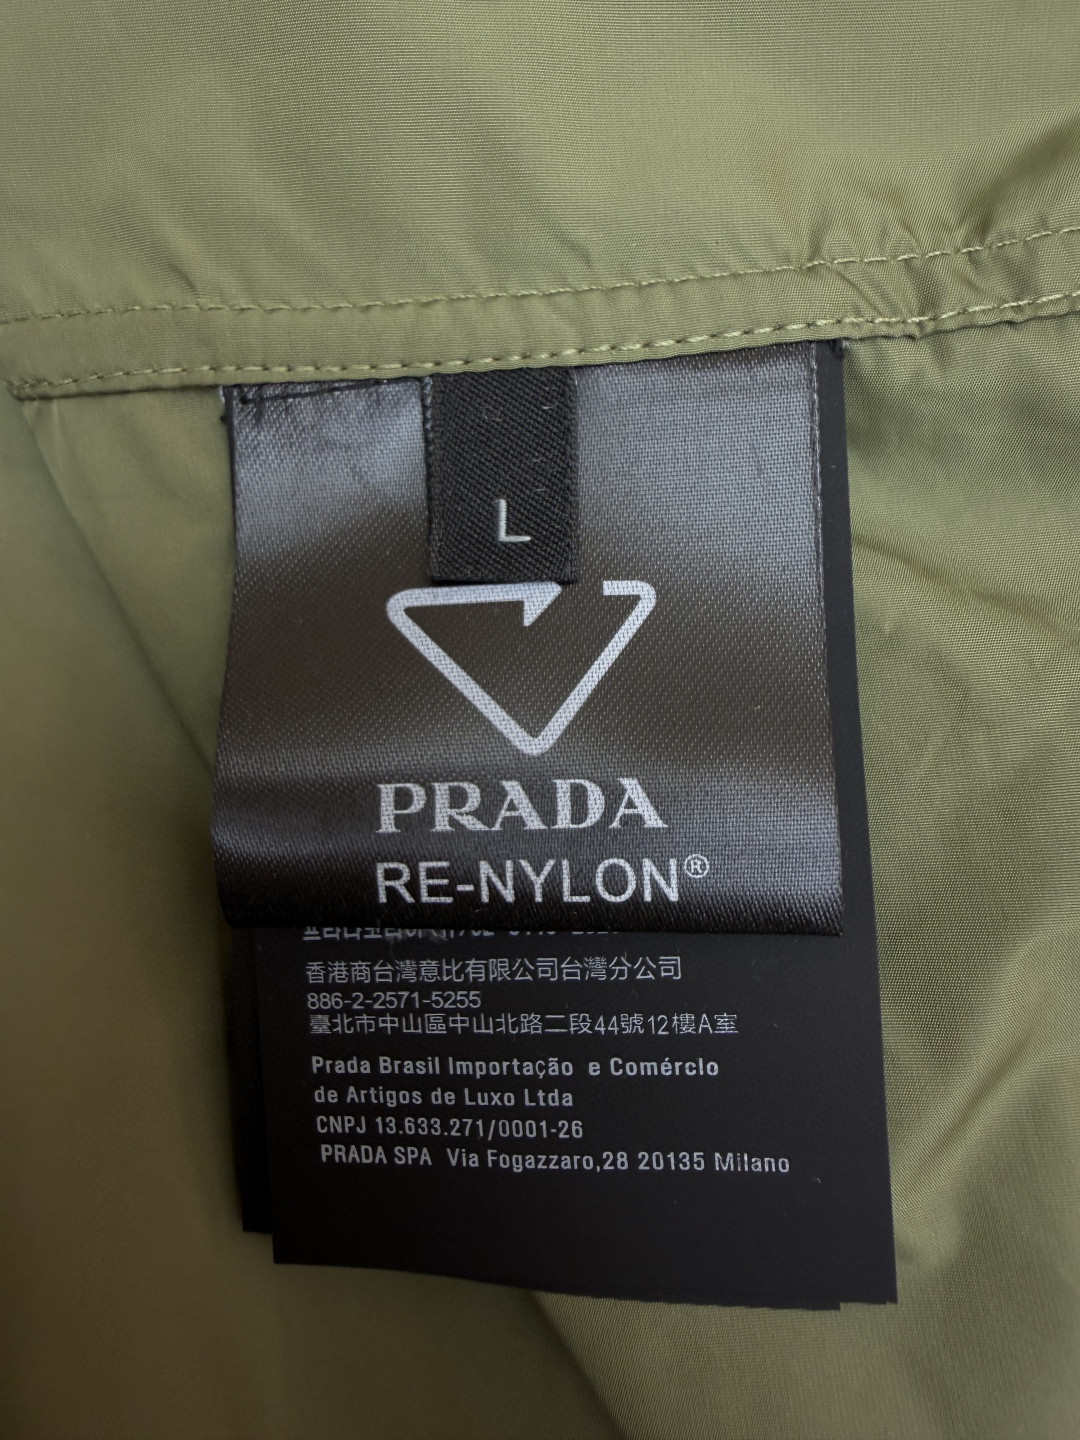 L
PRADA
RE-NYLON®
香港商台灣意比有限公司台灣分公司
886-2-2571-5255
臺北市中山區中山北路二段44號12樓A室
Prada Brasil Importação e Comérclo
de Artigos de Luxo Ltda
CNPJ 13.633.271/0001-26
PRADA SPA Via Fogazzaro,28 20135 Milano